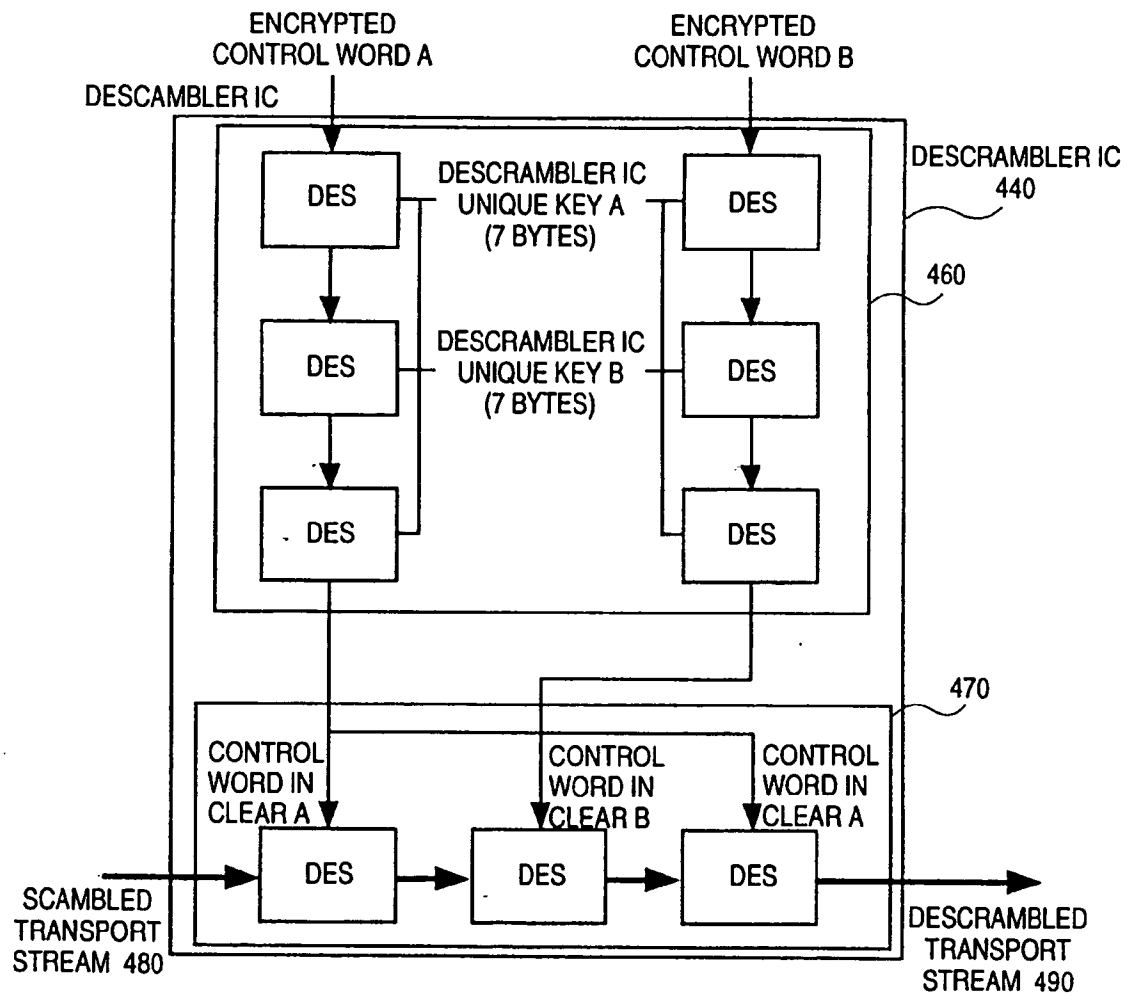 ENCRYPTED
CONTROL WORD A
ENCRYPTED
CONTROL WORD B
DESCAMBLER IC
DESCRAMBLER IC
440
DES
DESCRAMBLER IC
UNIQUE KEY A
(7 BYTES)
DES
460
DES
DESCRAMBLER IC
UNIQUE KEY B
(7 BYTES)
DES
DES
DES
470
CONTROL
WORD IN
CLEAR A
CONTROL
WORD IN
CLEAR B
CONTROL
WORD IN
CLEAR A
DES
DES
DES
SCAMBLED
TRANSPORT
STREAM 480
DESCRAMBLED
TRANSPORT
STREAM 490